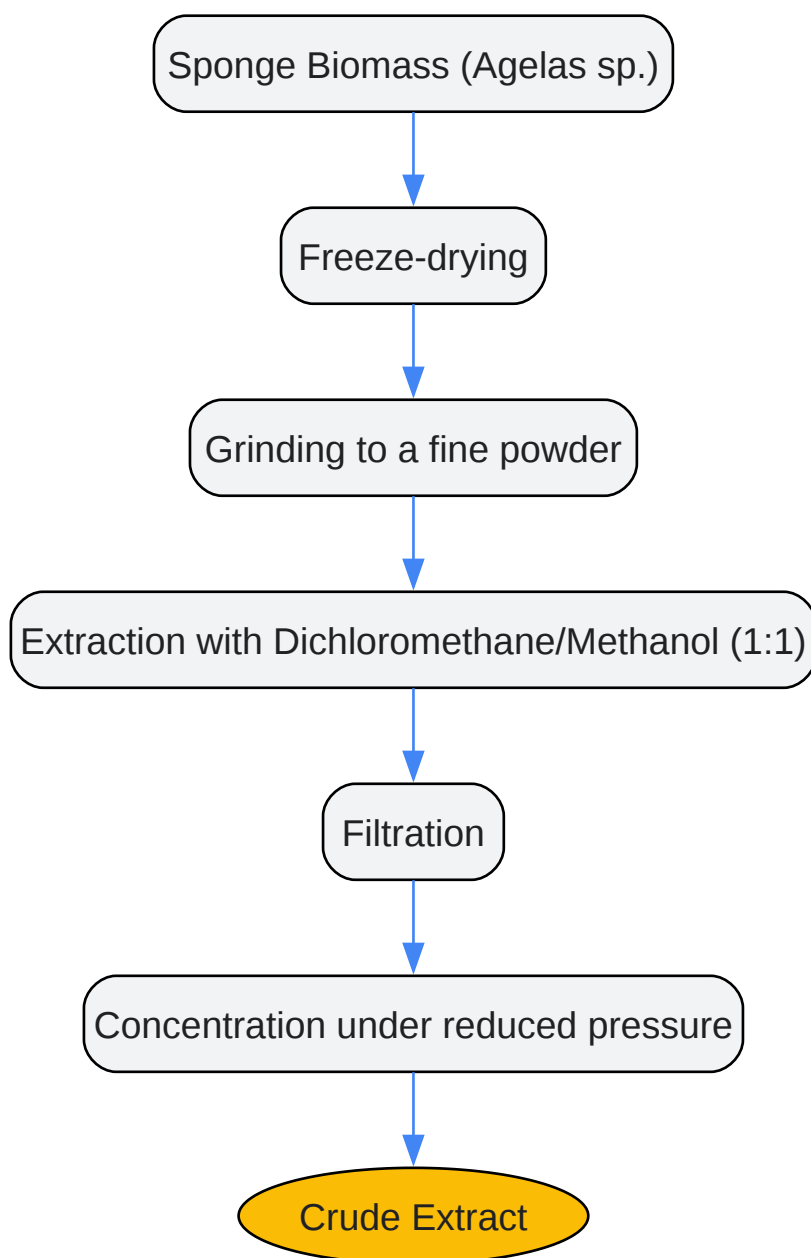 Sponge Biomass (Agelas sp.)
Freeze-drying
Grinding to a fine powder
Extraction with Dichloromethane/Methanol (1:1)
Filtration
Concentration under reduced pressure
Crude Extract